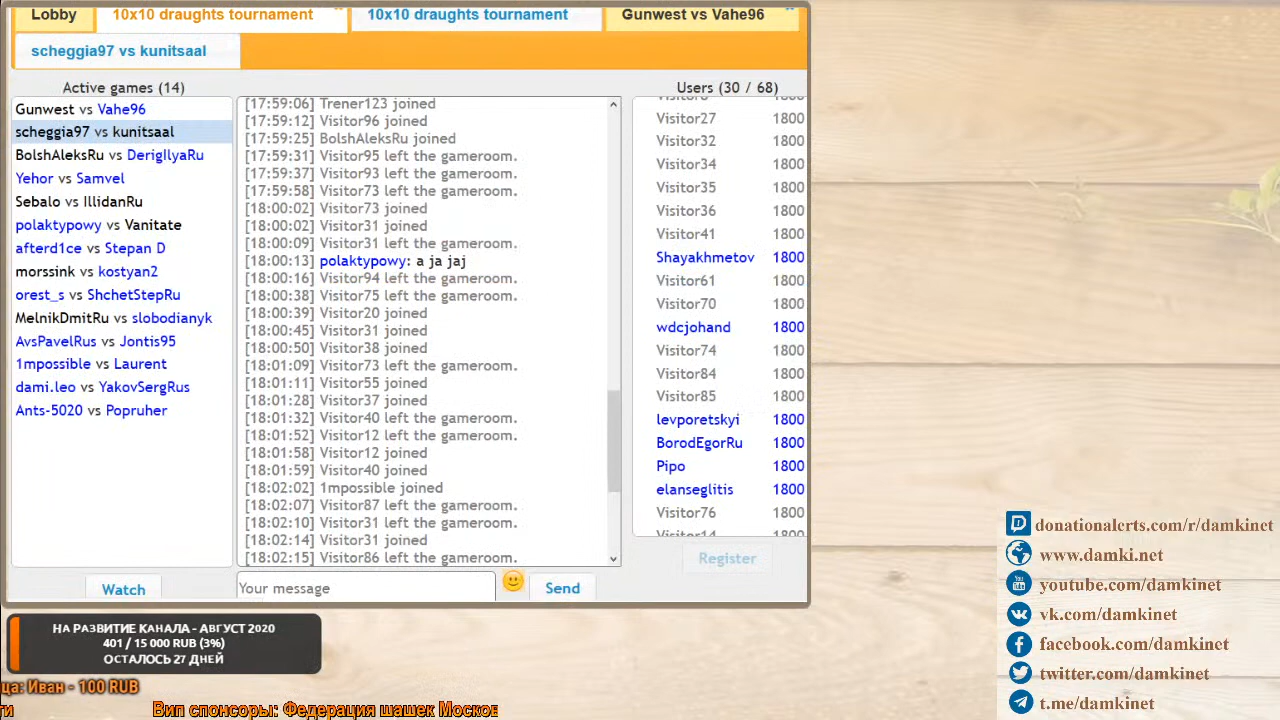 Lobby
10x10 draughts tournament
10x10 draughts tournament
Gunwest vs Vahe96
scheggia97 vs kunitsaal
Active games (14)
Gunwest vs Vahe96
scheggia97 vs kunitsaal
BolshAleksRu vs DerigIlyaRu
Yehor vs Samvel
Sebalo vs IllidanRu
polaktypowy vs Vanitate
afterd1ce vs Stepan D
morssink vs kostyan2
orest_s vs ShchetStepRu
MelnikDmitRu vs slobodianyk
AvsPavelRus vs Jontis95
1mpossible vs Laurent
dami.leo vs YakovSergRus
Ants-5020 vs Popruher
Watch
[17:59:06] Trener123 joined
[17:59:12] Visitor96 joined
[17:59:25] BolshAleksRu joined
[17:59:31] Visitor95 left the gameroom.
[17:59:37] Visitor93 left the gameroom.
[17:59:58] Visitor73 left the gameroom.
[18:00:02] Visitor73 joined
[18:00:02] Visitor31 joined
[18:00:09] Visitor31 left the gameroom.
[18:00:13] polaktypowy: a ja jaj
[18:00:16] Visitor94 left the gameroom.
[18:00:38] Visitor75 left the gameroom.
[18:00:39] Visitor20 joined
[18:00:45] Visitor31 joined
[18:00:50] Visitor38 joined
[18:01:09] Visitor73 left the gameroom.
[18:01:11] Visitor55 joined
[18:01:28] Visitor37 joined
[18:01:32] Visitor40 left the gameroom.
[18:01:52] Visitor12 left the gameroom.
[18:01:58] Visitor12 joined
[18:01:59] Visitor40 joined
[18:02:02] 1mpossible joined
[18:02:07] Visitor87 left the gameroom.
[18:02:10] Visitor31 left the gameroom.
[18:02:14] Visitor31 joined
[18:02:15] Visitor86 left the gameroom.
Your message
Send
Users (30 / 68)
Visitor27 1800
Visitor32 1800
Visitor34 1800
Visitor35 1800
Visitor36 1800
Visitor41 1800
Shayakhmetov 1800
Visitor61 1800
Visitor70 1800
wdcjohand 1800
Visitor74 1800
Visitor84 1800
Visitor85 1800
levporetskyi 1800
BorodEgorRu 1800
Pipo 1800
elanseglitis 1800
Visitor76 1800
Visitor14 1800
Register
donationalerts.com/r/damkinet
www.damki.net
youtube.com/damkinet
vk.com/damkinet
facebook.com/damkinet
twitter.com/damkinet
t.me/damkinet
НА РАЗВИТИЕ КАНАЛА - АВГУСТ 2020
401 / 15 000 RUB (3%)
ОСТАЛОСЬ 27 ДНЕЙ
ца: Иван - 100 RUB
ти Вип спонсоры: Федерация шашек Москов